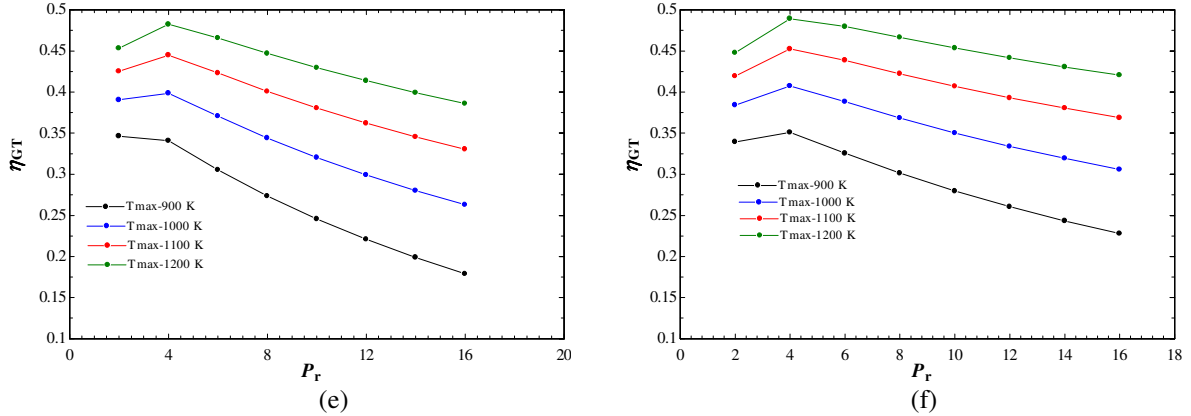 0.5
0.45
0.4
0.35
0.3
0.25
0.2
0.15
0.1
ηGT
Tmax-900 K
Tmax-1000 K
Tmax-1100 K
Tmax-1200 K
0 4 8 12 16 20
Pr
(e)
0.5
0.45
0.4
0.35
0.3
0.25
0.2
0.15
0.1
ηGT
Tmax-900 K
Tmax-1000 K
Tmax-1100 K
Tmax-1200 K
0 2 4 6 8 10 12 14 16 18
Pr
(f)